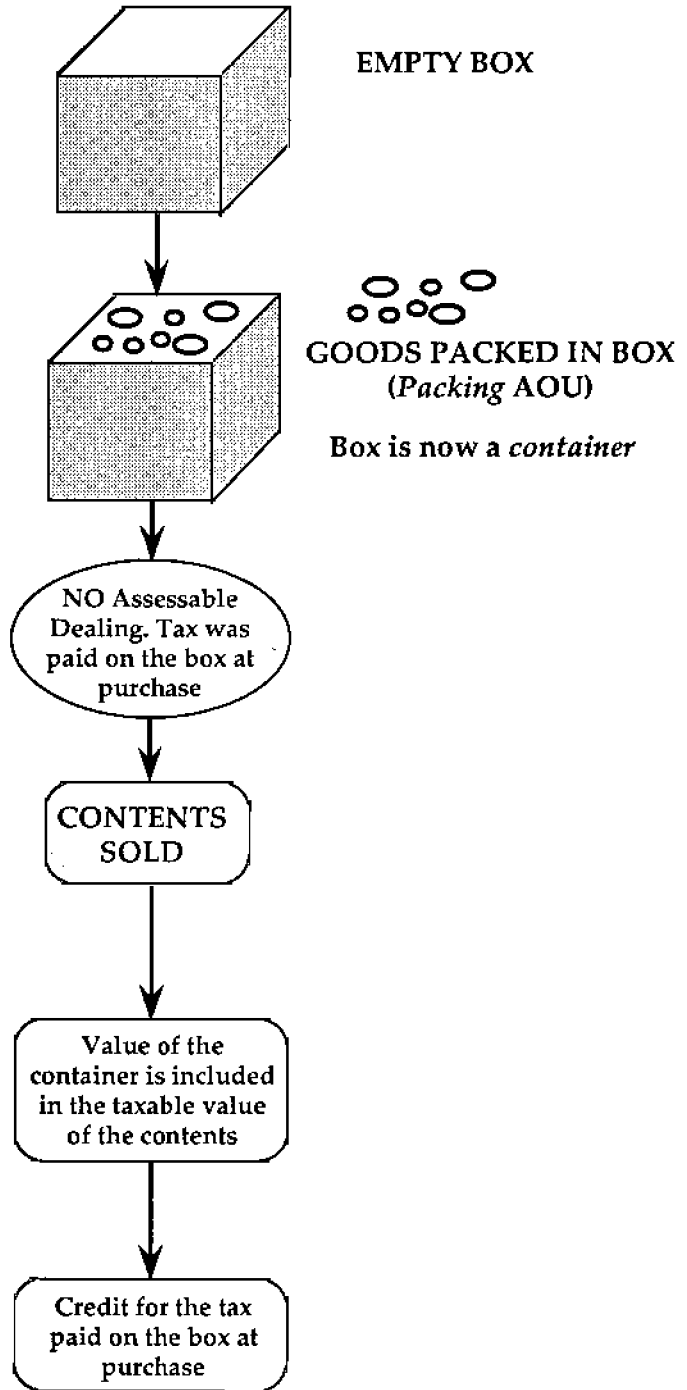 EMPTY BOX
GOODS PACKED IN BOX
(Packing AOU)
Box is now a container
NO Assessable
Dealing. Tax was
paid on the box at
purchase
CONTENTS
SOLD
Value of the
container is included
in the taxable value
of the contents
Credit for the tax
paid on the box at
purchase